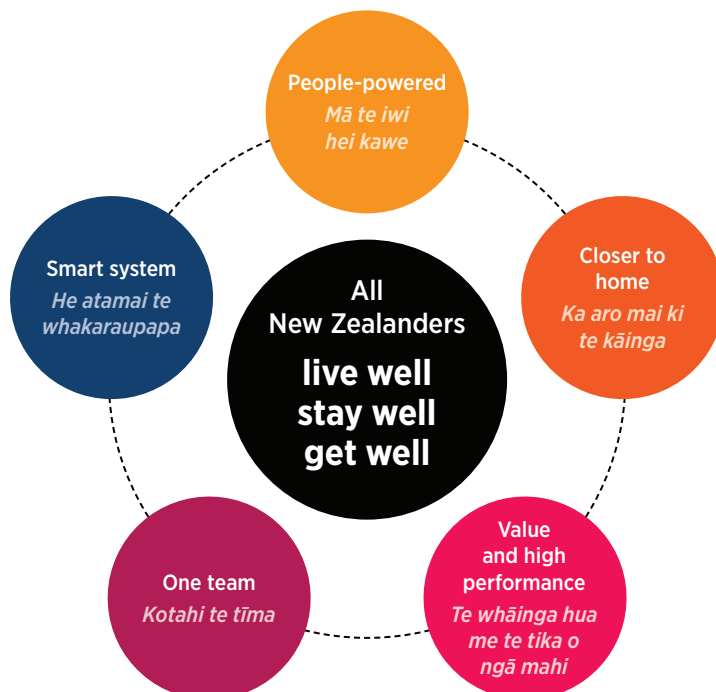 People-powered
Mā te iwi
hei kawe
Closer to
home
Ka aro mai ki
te kāinga
Value
and high
performance
Te whāinga hua
me te tika o
ngā mahi
One team
Kotahi te tīma
Smart system
He atamai te
whakaraupapa
All
New Zealanders
live well
stay well
get well